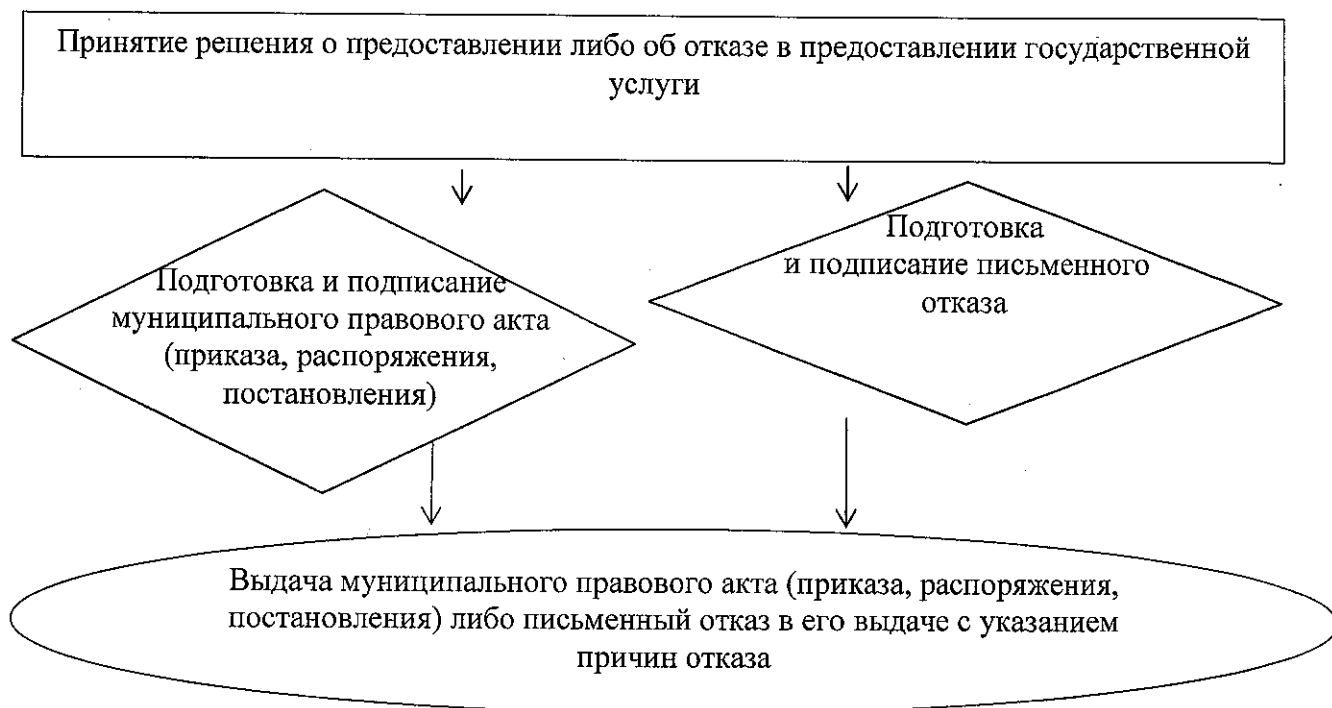 Принятие решения о предоставлении либо об отказе в предоставлении государственной
услуги
Подготовка и подписание
муниципального правового акта
(приказа, распоряжения,
постановления)
Подготовка
и подписание письменного
отказа
Выдача муниципального правового акта (приказа, распоряжения,
постановления) либо письменный отказ в его выдаче с указанием
причин отказа